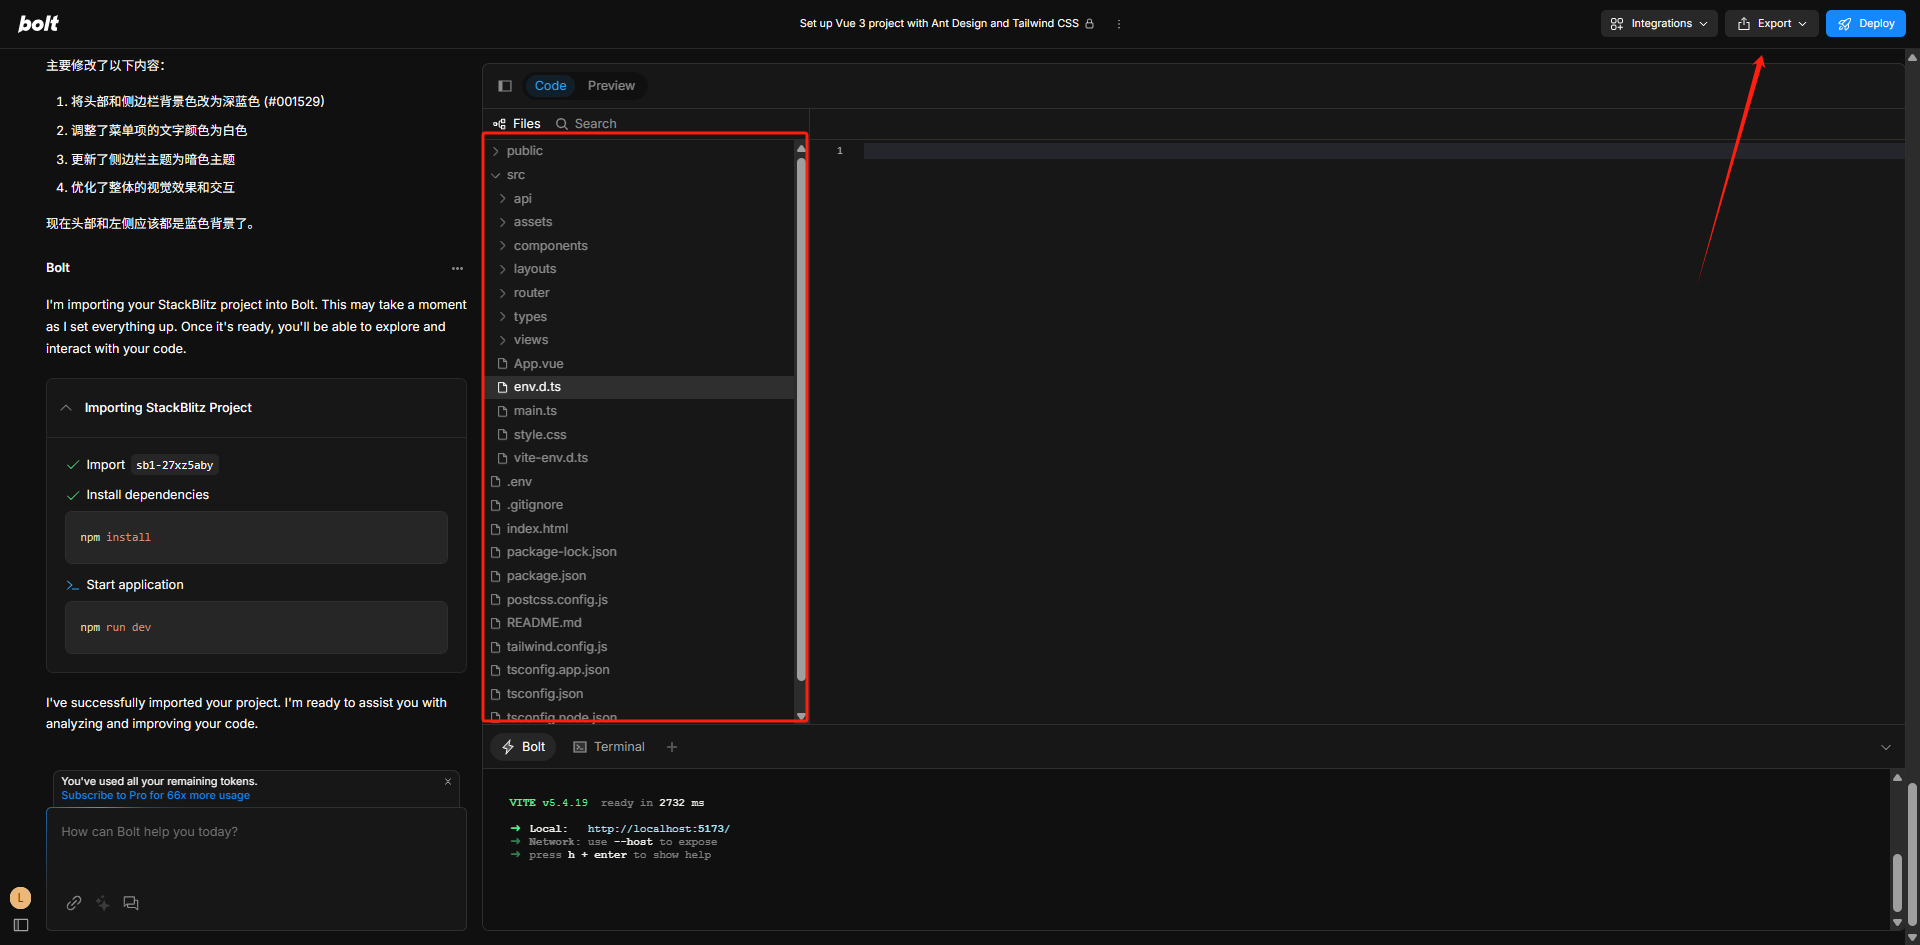 bolt
Set up Vue 3 project with Ant Design and Tailwind CSS
Integrations
Export
Deploy
主要修改了以下内容：
1. 将头部和侧边栏背景色改为深蓝色 (#001529)
2. 调整了菜单项的文字颜色为白色
3. 更新了侧边栏主题为暗色主题
4. 优化了整体的视觉效果和交互
现在头部和左侧应该都是蓝色背景了。
Bolt
I'm importing your StackBlitz project into Bolt. This may take a moment
as I set everything up. Once it's ready, you'll be able to explore and
interact with your code.
Importing StackBlitz Project
Import sb1-27xz5aby
Install dependencies
npm install
Start application
npm run dev
I've successfully imported your project. I'm ready to assist you with
analyzing and improving your code.
You've used all your remaining tokens.
Subscribe to Pro for 66x more usage
How can Bolt help you today?
L
Code
Preview
Files
Search
public
src
api
assets
components
layouts
router
types
views
App.vue
env.d.ts
main.ts
style.css
vite-env.d.ts
.env
.gitignore
index.html
package-lock.json
package.json
postcss.config.js
README.md
tailwind.config.js
tsconfig.app.json
tsconfig.json
tsconfig.node.json
1
Bolt
Terminal
VITE v5.4.19 ready in 2732 ms
➜ Local: http://localhost:5173/
➜ Network: use --host to expose
➜ press h + enter to show help